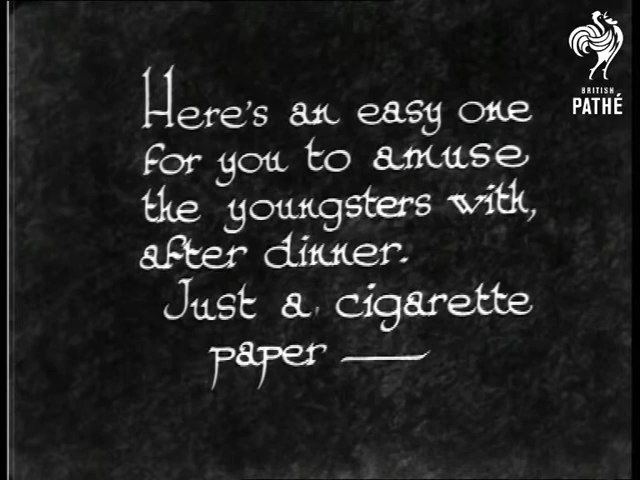 Here's an easy one
for you to amuse
the youngsters with,
after dinner.
Just a cigarette
paper —
BRITISH
PATHÉ